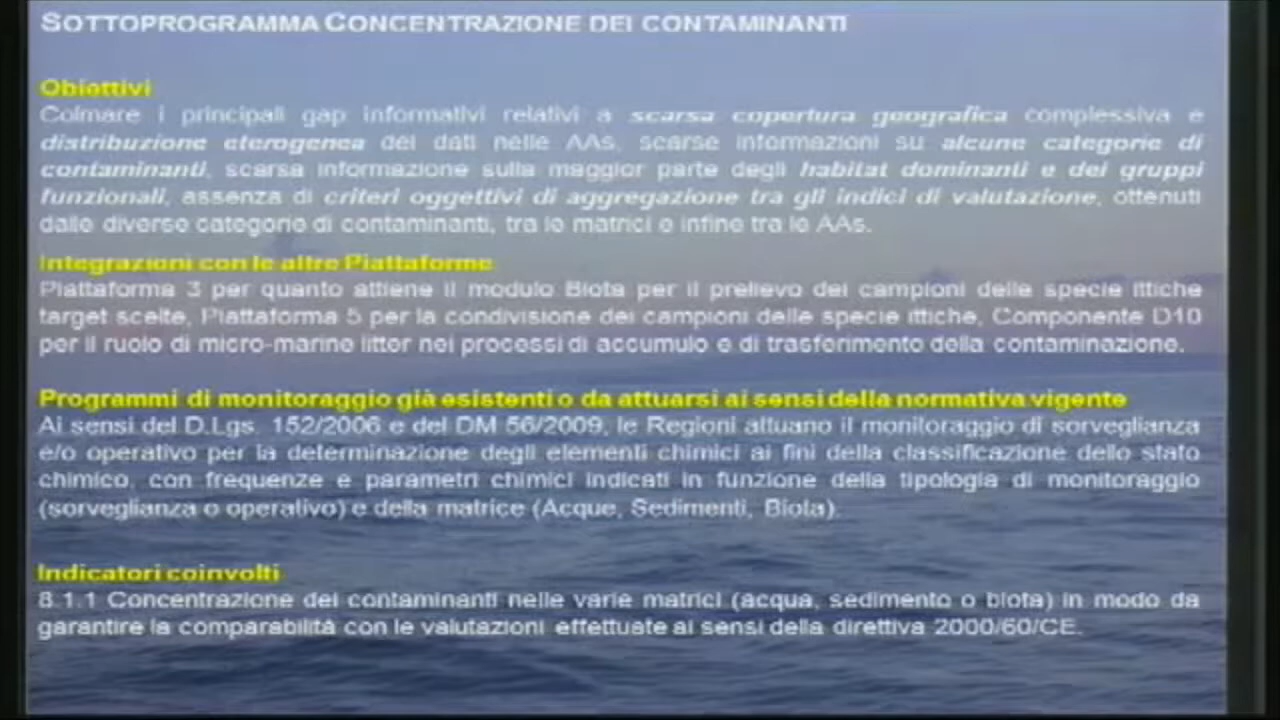 SOTTOPROGRAMMA CONCENTRAZIONE DEI CONTAMINANTI
Obiettivi
Colmare i principali gap informativi relativi a scarsa copertura geografica complessiva e
distribuzione eterogenea dei dati nelle AAs, scarse informazioni su alcune categorie di
contaminanti, scarsa informazione sulla maggior parte degli habitat dominanti e dei gruppi
funzionali, assenza di criteri oggettivi di aggregazione tra gli indici di valutazione, ottenuti
dalle diverse categorie di contaminanti, tra le matrici e infine tra le AAs.
Integrazioni con le altre Piattaforme
Piattaforma 3 per quanto attiene il modulo Biota per il prelievo dei campioni delle specie ittiche
target scelte, Piattaforma 5 per la condivisione dei campioni delle specie ittiche, Componente D10
per il ruolo di micro-marine litter nei processi di accumulo e di trasferimento della contaminazione.
Programmi di monitoraggio già esistenti o da attuarsi ai sensi della normativa vigente
Ai sensi del D.Lgs. 152/2006 e del DM 56/2009, le Regioni attuano il monitoraggio di sorveglianza
e/o operativo per la determinazione degli elementi chimici ai fini della classificazione dello stato
chimico, con frequenze e parametri chimici indicati in funzione della tipologia di monitoraggio
(sorveglianza o operativo) e della matrice (Acque, Sedimenti, Biota).
Indicatori coinvolti
8.1.1 Concentrazione dei contaminanti nelle varie matrici (acqua, sedimento o biota) in modo da
garantire la comparabilità con le valutazioni effettuate ai sensi della direttiva 2000/60/CE.